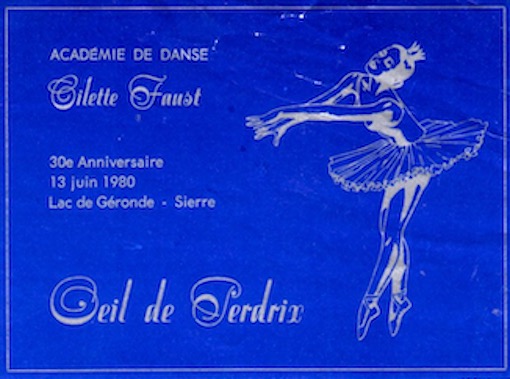 ACADÉMIE DE DANSE
Cilette Faust
30e Anniversaire
13 juin 1980
Lac de Géronde - Sierre
Oeil de Perdrix